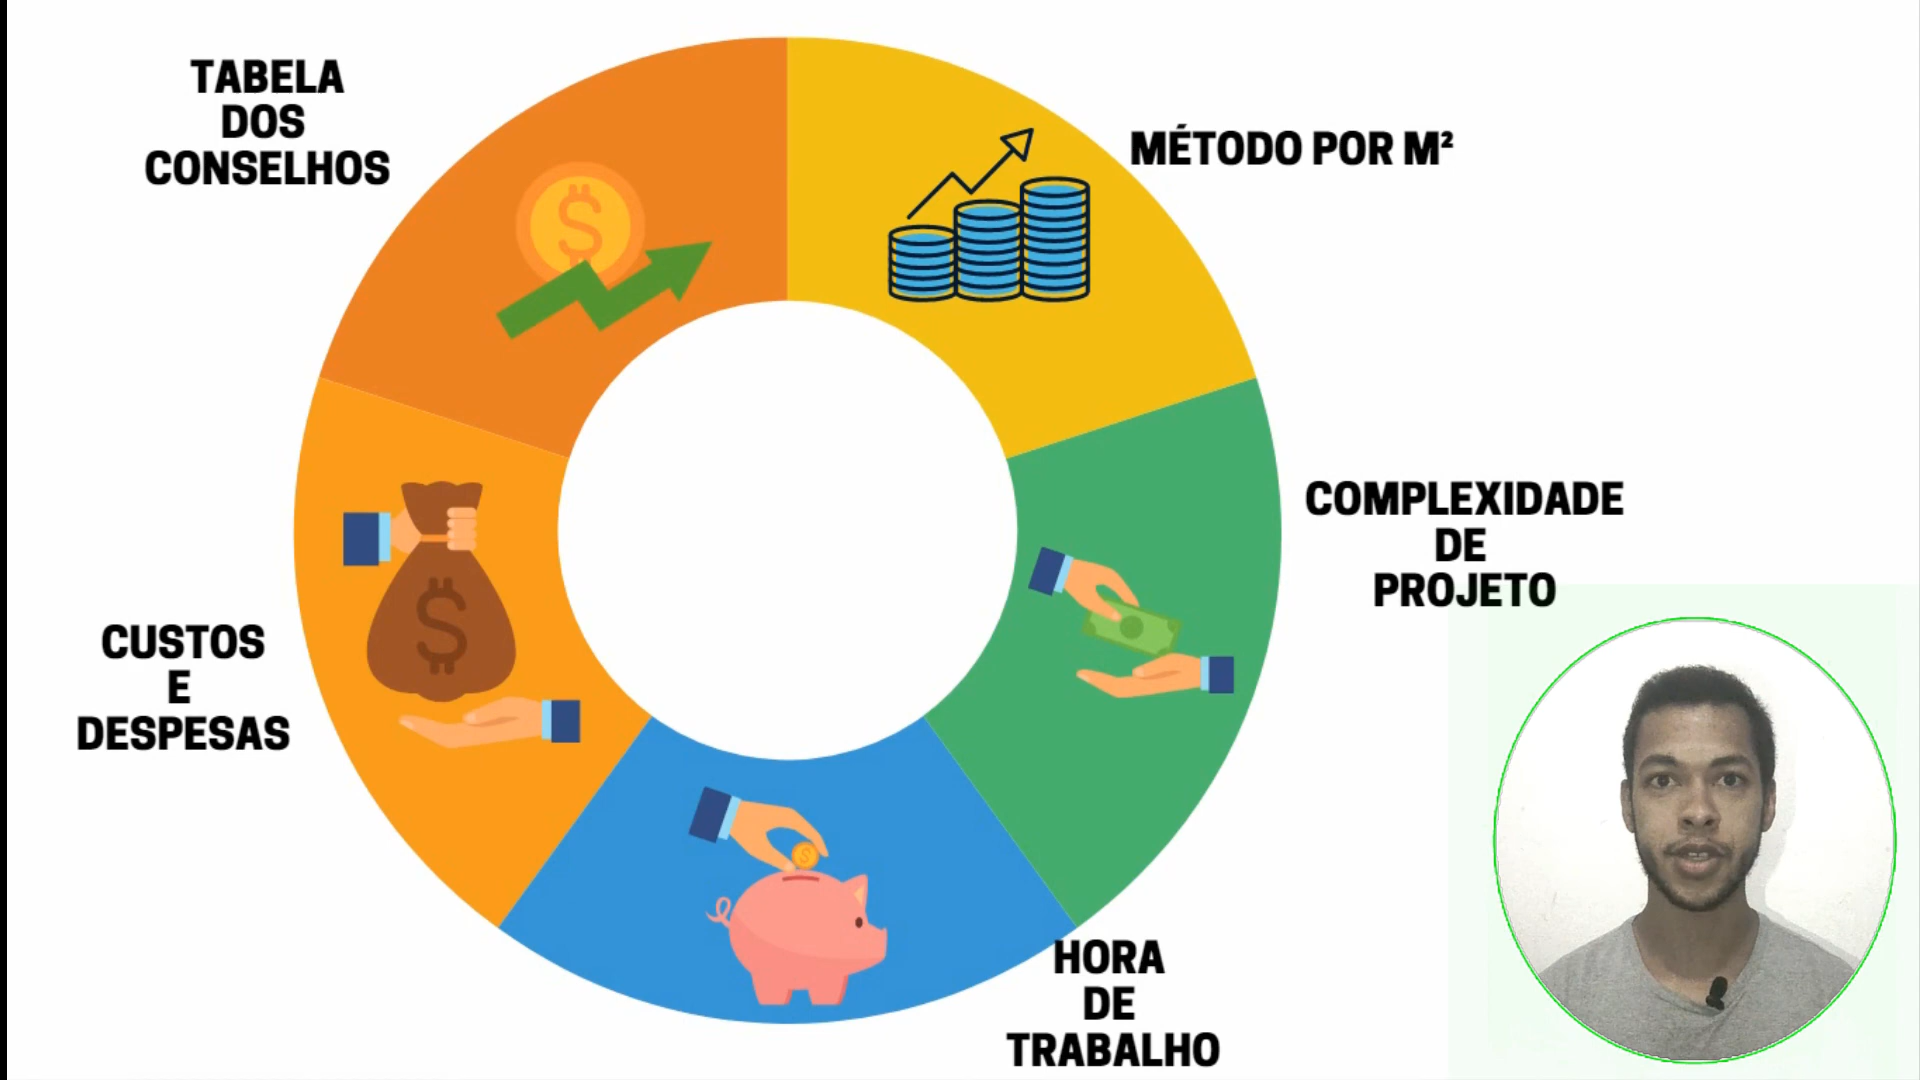 TABELA
DOS
CONSELHOS
MÉTODO POR M²
COMPLEXIDADE
DE
PROJETO
CUSTOS
E
DESPESAS
HORA
DE
TRABALHO